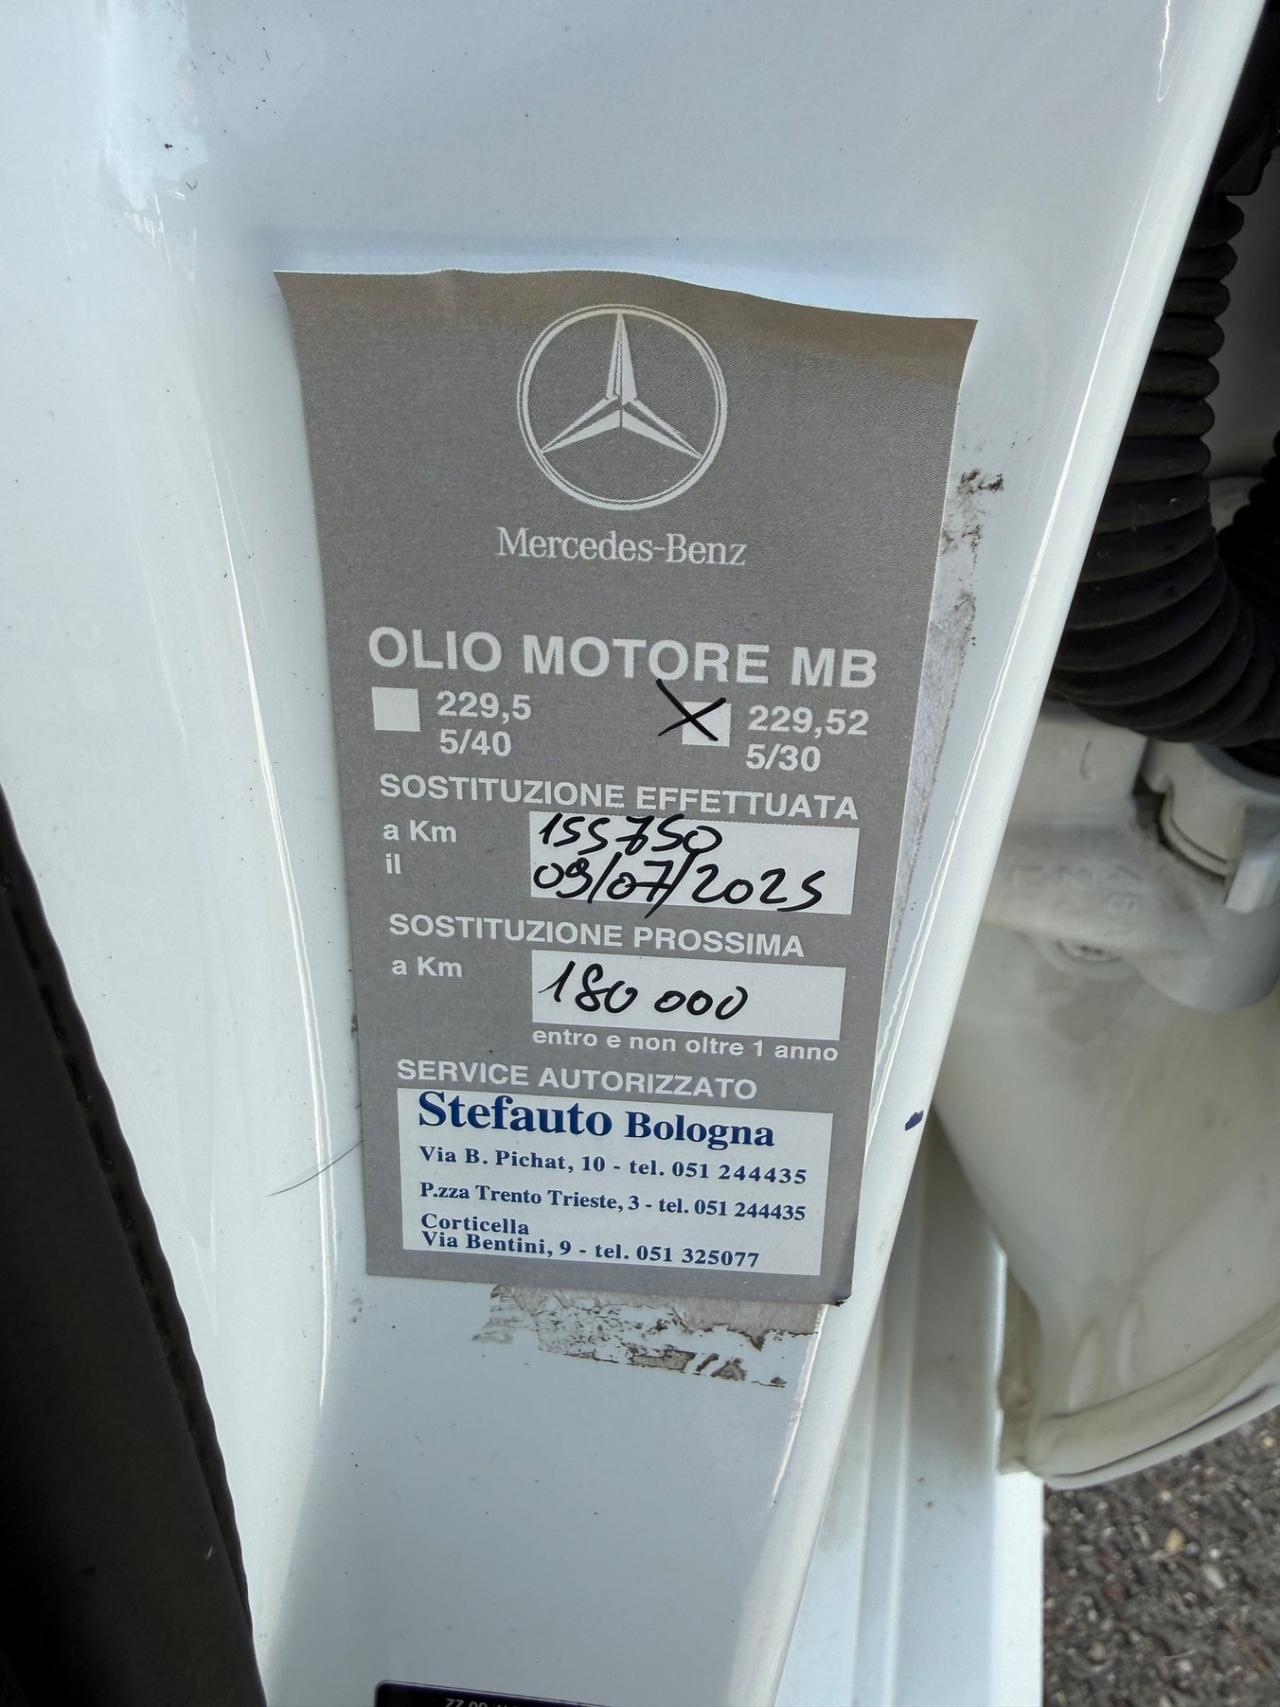 Mercedes-Benz
OLIO MOTORE MB
229,5 229,52
5/40 5/30
SOSTITUZIONE EFFETTUATA
a Km 155750
il 09/07/2025
SOSTITUZIONE PROSSIMA
a Km 180 000
entro e non oltre 1 anno
SERVICE AUTORIZZATO
Stefauto Bologna
Via B. Pichat, 10 - tel. 051 244435
P.zza Trento Trieste, 3 - tel. 051 244435
Corticella
Via Bentini, 9 - tel. 051 325077